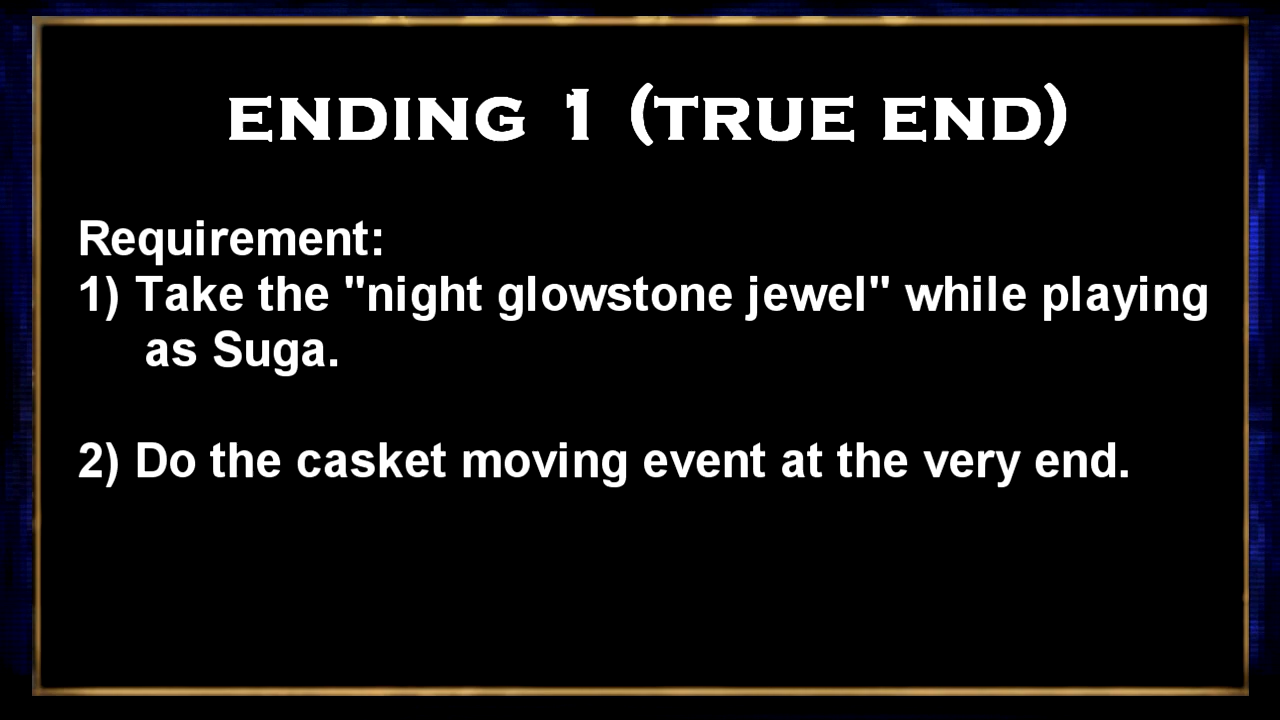 ENDING 1 (TRUE END)
Requirement:
1) Take the "night glowstone jewel" while playing
as Suga.
2) Do the casket moving event at the very end.